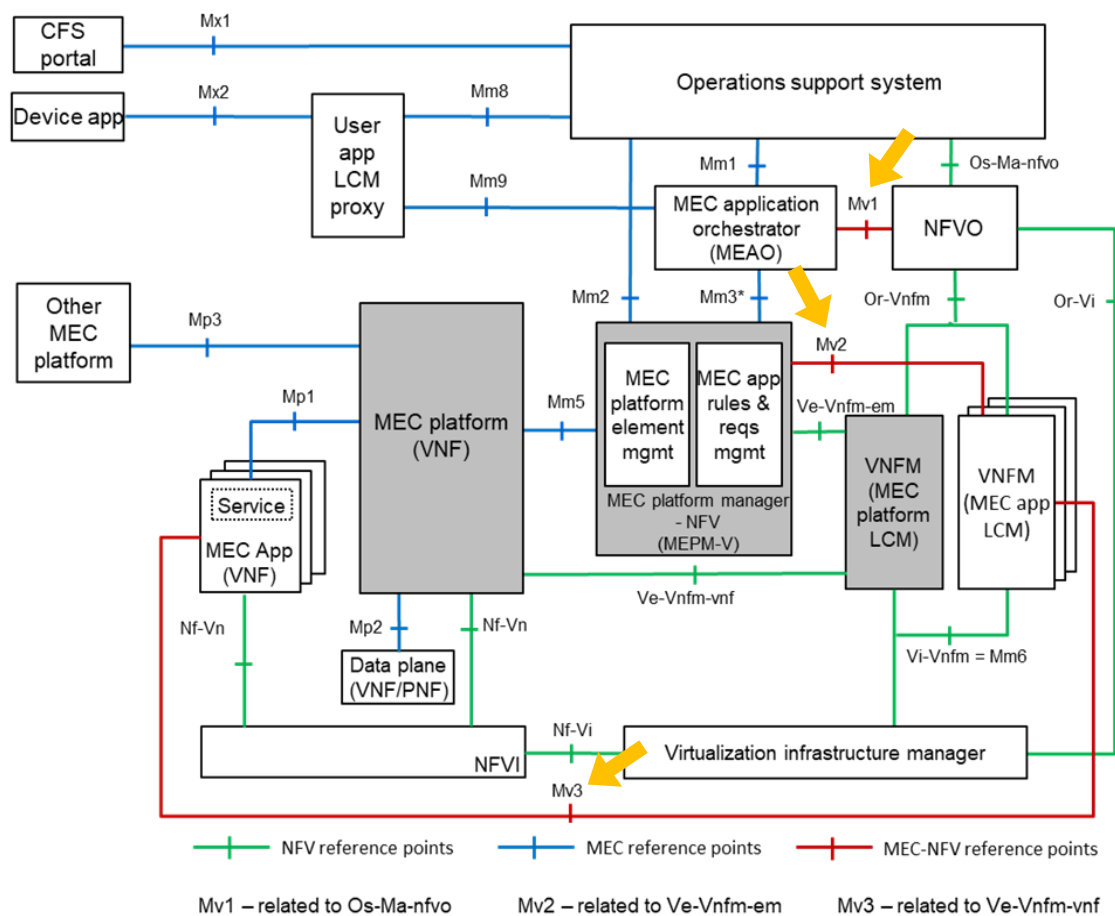 CFS
portal
Mx1
Operations support system
Device app
Mx2
User
app
LCM
proxy
Mm8
Mm9
Mm1
Os-Ma-nfvo
MEC application
orchestrator
(MEAO)
Mv1
NFVO
Other
MEC
platform
Mp3
Mm2
Mm3*
Or-Vnfm
Or-Vi
Mp1
MEC platform
(VNF)
Mm5
MEC
platform
element
mgmt
MEC app
rules &
reqs
mgmt
MEC platform manager
- NFV
(MEPM-V)
Mv2
Ve-Vnfm-em
VNFM
(MEC
platform
LCM)
VNFM
(MEC app
LCM)
Service
MEC App
(VNF)
Ve-Vnfm-vnf
Nf-Vn
Mp2
Nf-Vn
Vi-Vnfm = Mm6
Data plane
(VNF/PNF)
NFVI
Nf-Vi
Virtualization infrastructure manager
Mv3
NFV reference points
MEC reference points
MEC-NFV reference points
Mv1 – related to Os-Ma-nfvo
Mv2 – related to Ve-Vnfm-em
Mv3 – related to Ve-Vnfm-vnf